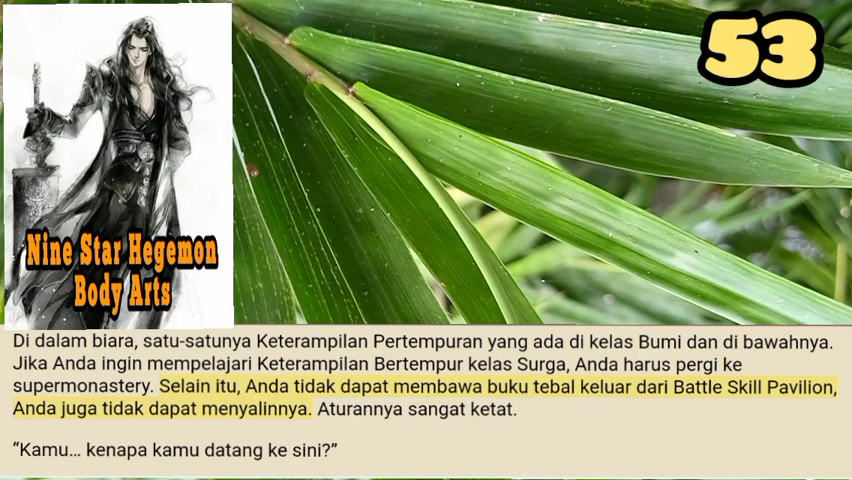 53
Nine Star Hegemon
Body Arts
Di dalam biara, satu-satunya Keterampilan Pertempuran yang ada di kelas Bumi dan di bawahnya.
Jika Anda ingin mempelajari Keterampilan Bertempur kelas Surga, Anda harus pergi ke
supermonastery. Selain itu, Anda tidak dapat membawa buku tebal keluar dari Battle Skill Pavilion,
Anda juga tidak dapat menyalinnya. Aturannya sangat ketat.
“Kamu… kenapa kamu datang ke sini?”